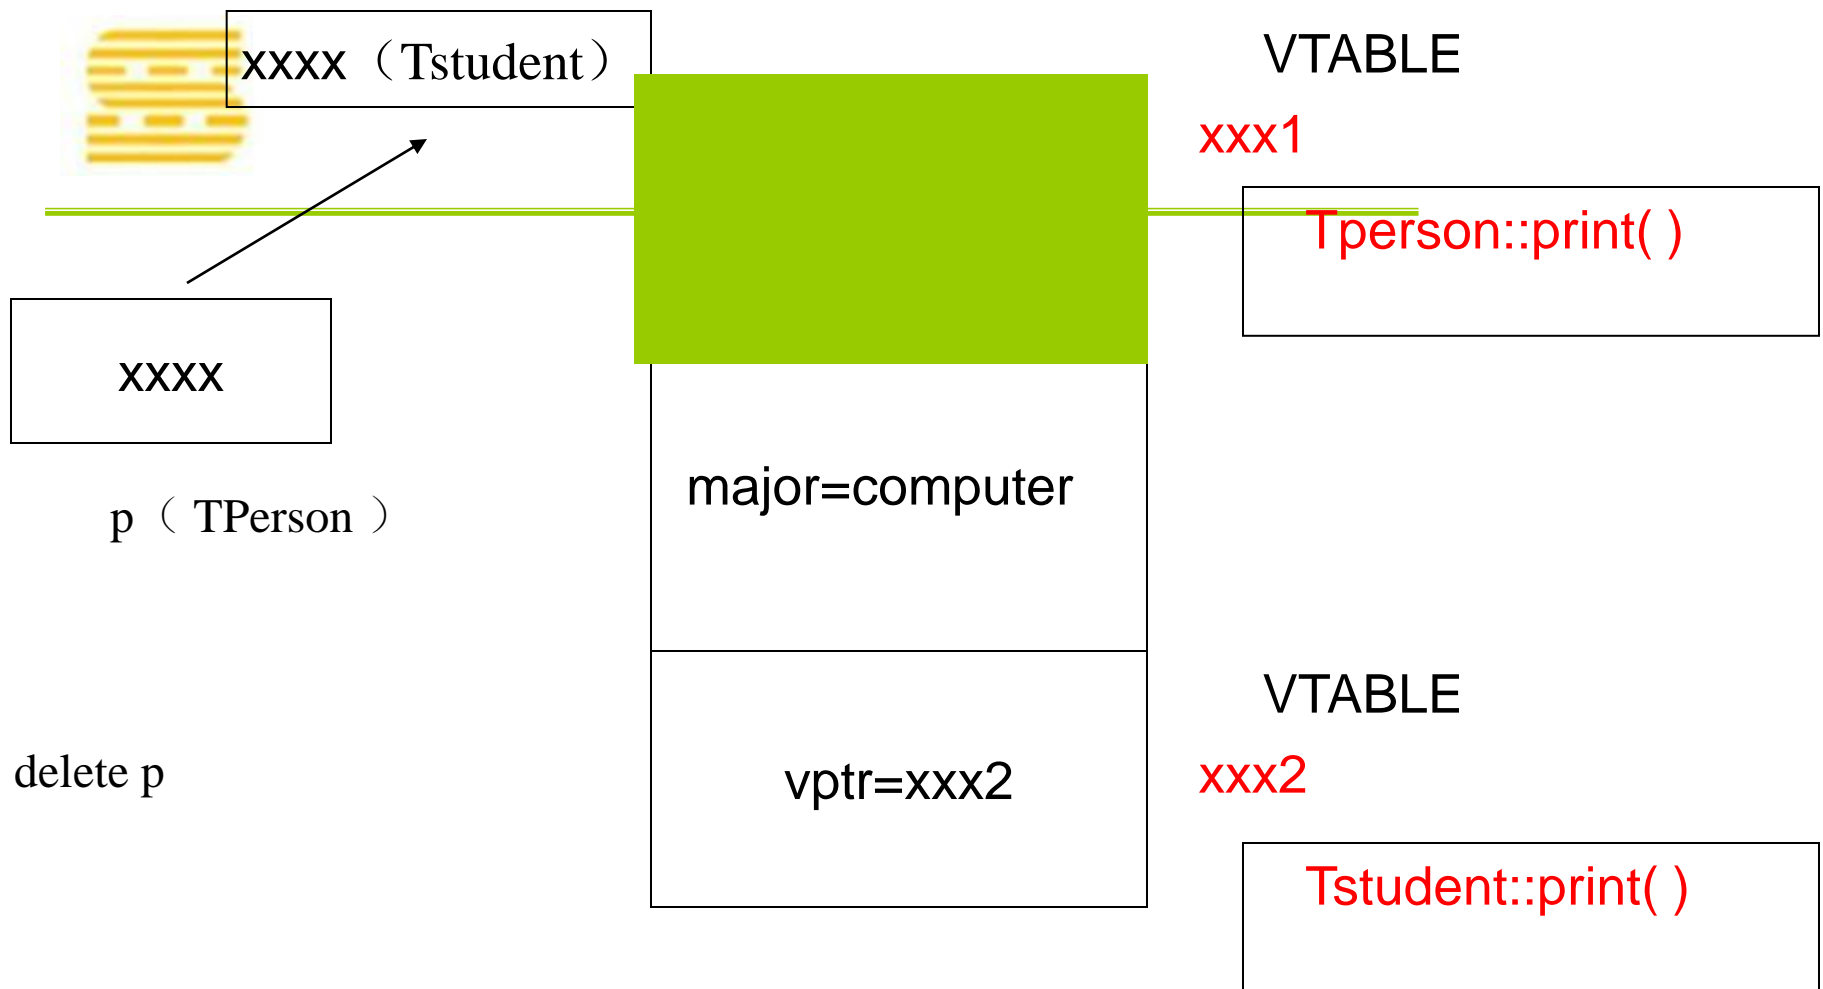 xxxx（Tstudent）
VTABLE
xxx1
Tperson::print( )
xxxx
major=computer
p（ TPerson ）
VTABLE
delete p
vptr=xxx2
xxx2
Tstudent::print( )